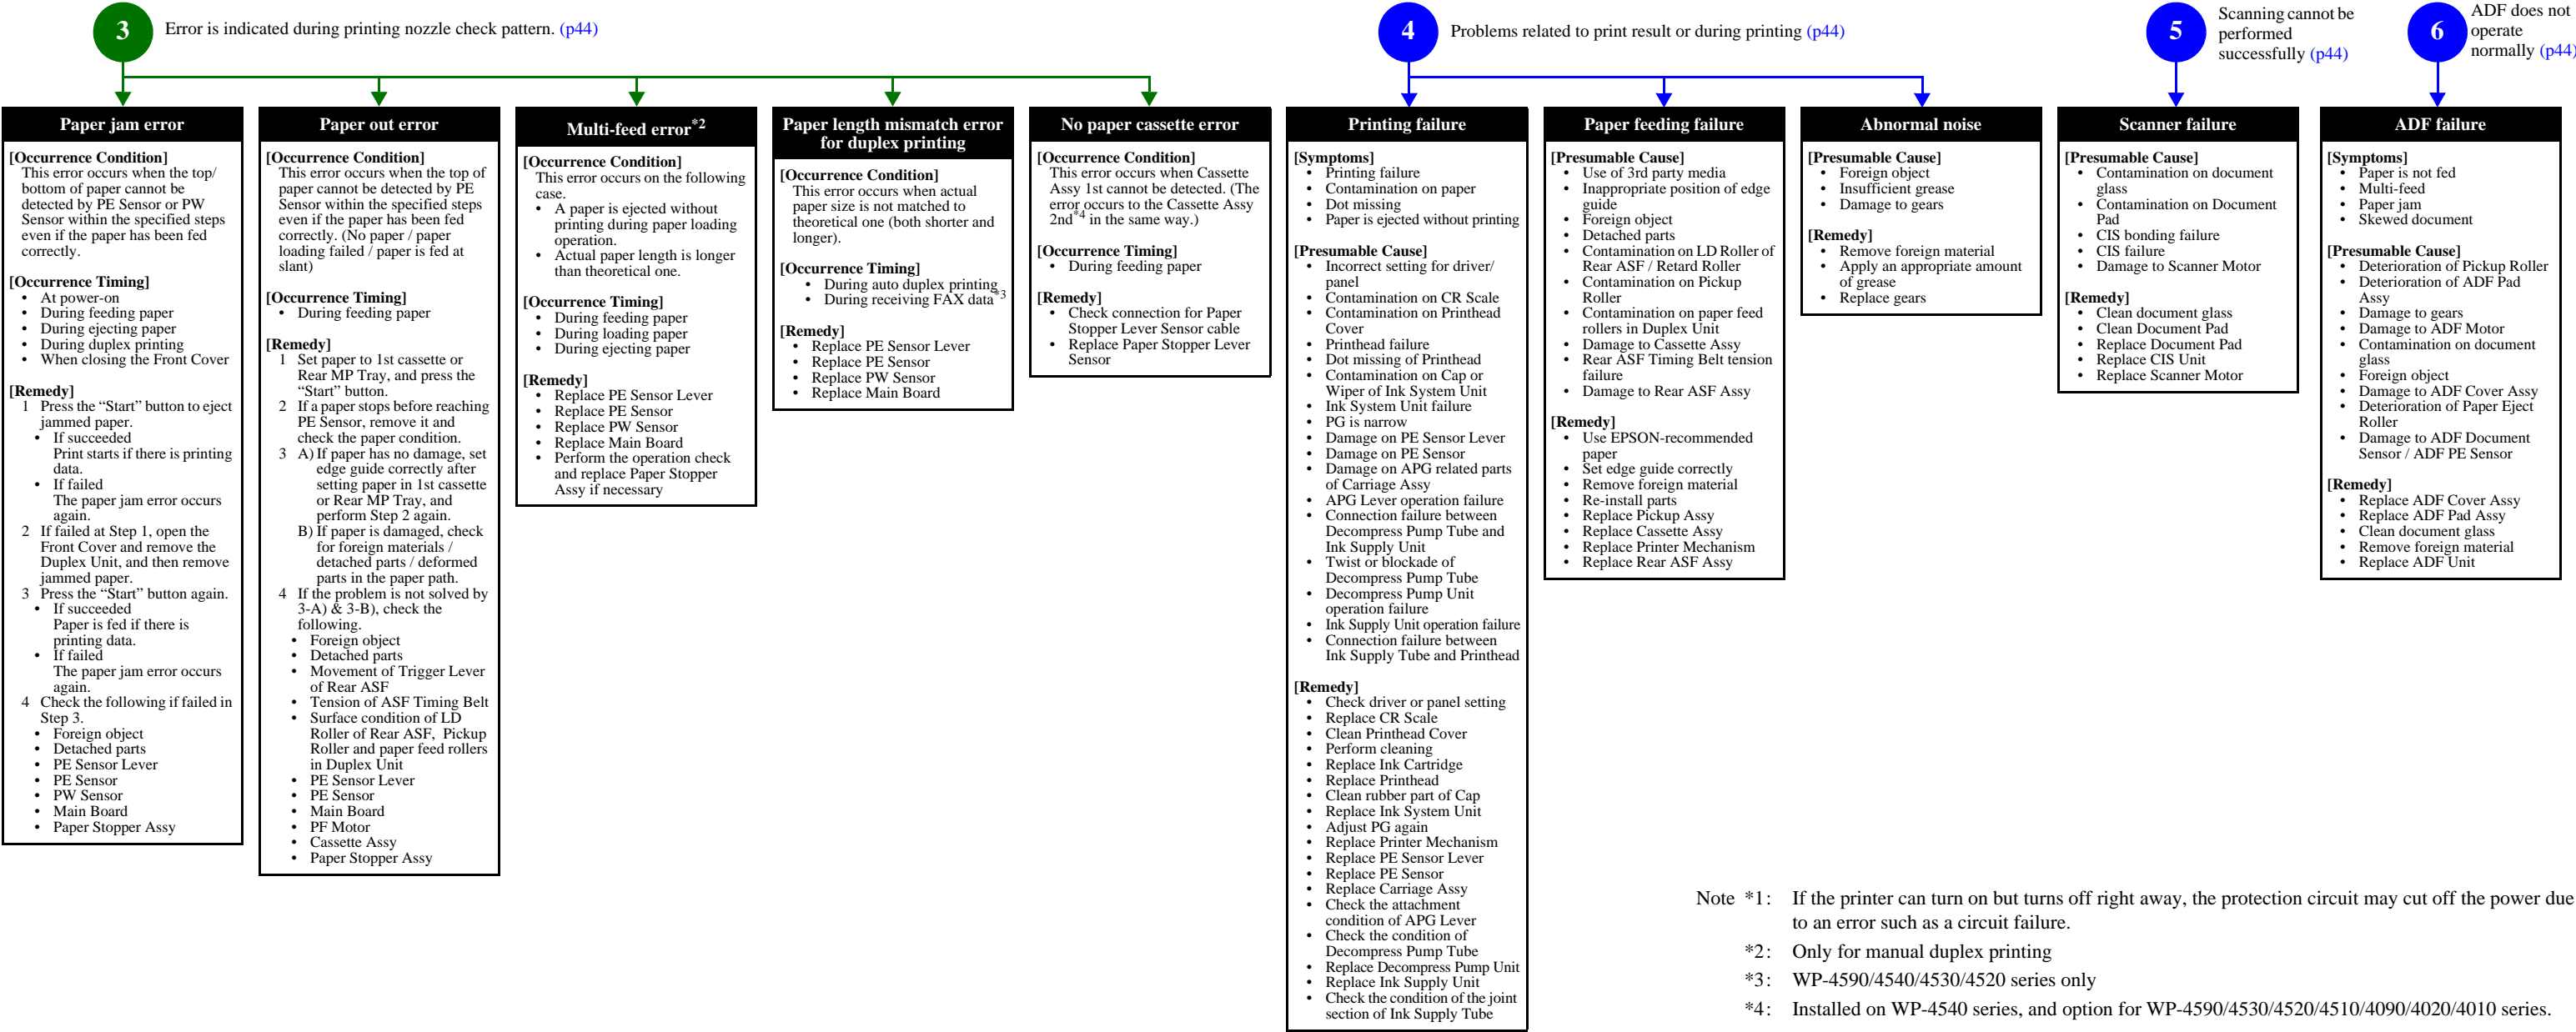 3
Error is indicated during printing nozzle check pattern. (p44)
4
Problems related to print result or during printing (p44)
5
Scanning cannot be
performed
successfully (p44)
6
ADF does not
operate
normally (p44)
Paper jam error
[Occurrence Condition]
This error occurs when the top/
bottom of paper cannot be
detected by PE Sensor or PW
Sensor within the specified steps
even if the paper has been fed
correctly.
[Occurrence Timing]
• At power-on
• During feeding paper
• During ejecting paper
• During duplex printing
• When closing the Front Cover
[Remedy]
1 Press the “Start” button to eject
jammed paper.
• If succeeded
Print starts if there is printing
data.
• If failed
The paper jam error occurs
again.
2 If failed at Step 1, open the
Front Cover and remove the
Duplex Unit, and then remove
jammed paper.
3 Press the “Start” button again.
• If succeeded
Paper is fed if there is
printing data.
• If failed
The paper jam error occurs
again.
4 Check the following if failed in
Step 3.
• Foreign object
• Detached parts
• PE Sensor Lever
• PE Sensor
• PW Sensor
• Main Board
• Paper Stopper Assy
Paper out error
[Occurrence Condition]
This error occurs when the top of
paper cannot be detected by PE
Sensor within the specified steps
even if the paper has been fed
correctly. (No paper / paper
loading failed / paper is fed at
slant)
[Occurrence Timing]
• During feeding paper
[Remedy]
1 Set paper to 1st cassette or
Rear MP Tray, and press the
“Start” button.
2 If a paper stops before reaching
PE Sensor, remove it and
check the paper condition.
3 A) If paper has no damage, set
edge guide correctly after
setting paper in 1st cassette
or Rear MP Tray, and
perform Step 2 again.
B) If paper is damaged, check
for foreign materials /
detached parts / deformed
parts in the paper path.
4 If the problem is not solved by
3-A) & 3-B), check the
following.
• Foreign object
• Detached parts
• Movement of Trigger Lever
of Rear ASF
• Tension of ASF Timing Belt
• Surface condition of LD
Roller of Rear ASF, Pickup
Roller and paper feed rollers
in Duplex Unit
• PE Sensor Lever
• PE Sensor
• Main Board
• PF Motor
• Cassette Assy
• Paper Stopper Assy
Multi-feed error*2
[Occurrence Condition]
This error occurs on the following
case.
• A paper is ejected without
printing during paper loading
operation.
• Actual paper length is longer
than theoretical one.
[Occurrence Timing]
• During feeding paper
• During loading paper
• During ejecting paper
[Remedy]
• Replace PE Sensor Lever
• Replace PE Sensor
• Replace PW Sensor
• Replace Main Board
• Perform the operation check
and replace Paper Stopper
Assy if necessary
Paper length mismatch error
for duplex printing
[Occurrence Condition]
This error occurs when actual
paper size is not matched to
theoretical one (both shorter and
longer).
[Occurrence Timing]
• During auto duplex printing
• During receiving FAX data*3
[Remedy]
• Replace PE Sensor Lever
• Replace PE Sensor
• Replace PW Sensor
• Replace Main Board
No paper cassette error
[Occurrence Condition]
This error occurs when Cassette
Assy 1st cannot be detected. (The
error occurs to the Cassette Assy
2nd*4 in the same way.)
[Occurrence Timing]
• During feeding paper
[Remedy]
• Check connection for Paper
Stopper Lever Sensor cable
• Replace Paper Stopper Lever
Sensor
Printing failure
[Symptoms]
• Printing failure
• Contamination on paper
• Dot missing
• Paper is ejected without printing
[Presumable Cause]
• Incorrect setting for driver/
panel
• Contamination on CR Scale
• Contamination on Printhead
Cover
• Printhead failure
• Dot missing of Printhead
• Contamination on Cap or
Wiper of Ink System Unit
• Ink System Unit failure
• PG is narrow
• Damage on PE Sensor Lever
• Damage on PE Sensor
• Damage on APG related parts
of Carriage Assy
• APG Lever operation failure
• Connection failure between
Decompress Pump Tube and
Ink Supply Unit
• Twist or blockade of
Decompress Pump Tube
• Decompress Pump Unit
operation failure
• Ink Supply Unit operation failure
• Connection failure between
Ink Supply Tube and Printhead
[Remedy]
• Check driver or panel setting
• Replace CR Scale
• Clean Printhead Cover
• Perform cleaning
• Replace Ink Cartridge
• Replace Printhead
• Clean rubber part of Cap
• Replace Ink System Unit
• Adjust PG again
• Replace Printer Mechanism
• Replace PE Sensor Lever
• Replace PE Sensor
• Replace Carriage Assy
• Check the attachment
condition of APG Lever
• Check the condition of
Decompress Pump Tube
• Replace Decompress Pump Unit
• Replace Ink Supply Unit
• Check the condition of the joint
section of Ink Supply Tube
Paper feeding failure
[Presumable Cause]
• Use of 3rd party media
• Inappropriate position of edge
guide
• Foreign object
• Detached parts
• Contamination on LD Roller of
Rear ASF / Retard Roller
• Contamination on Pickup
Roller
• Contamination on paper feed
rollers in Duplex Unit
• Damage to Cassette Assy
• Rear ASF Timing Belt tension
failure
• Damage to Rear ASF Assy
[Remedy]
• Use EPSON-recommended
paper
• Set edge guide correctly
• Remove foreign material
• Re-install parts
• Replace Pickup Assy
• Replace Cassette Assy
• Replace Printer Mechanism
• Replace Rear ASF Assy
Abnormal noise
[Presumable Cause]
• Foreign object
• Insufficient grease
• Damage to gears
[Remedy]
• Remove foreign material
• Apply an appropriate amount
of grease
• Replace gears
Scanner failure
[Presumable Cause]
• Contamination on document
glass
• Contamination on Document
Pad
• CIS bonding failure
• CIS failure
• Damage to Scanner Motor
[Remedy]
• Clean document glass
• Clean Document Pad
• Replace Document Pad
• Replace CIS Unit
• Replace Scanner Motor
ADF failure
[Symptoms]
• Paper is not fed
• Multi-feed
• Paper jam
• Skewed document
[Presumable Cause]
• Deterioration of Pickup Roller
• Deterioration of ADF Pad
Assy
• Damage to gears
• Damage to ADF Motor
• Contamination on document
glass
• Foreign object
• Damage to ADF Cover Assy
• Deterioration of Paper Eject
Roller
• Damage to ADF Document
Sensor / ADF PE Sensor
[Remedy]
• Replace ADF Cover Assy
• Replace ADF Pad Assy
• Clean document glass
• Remove foreign material
• Replace ADF Unit
Note *1: If the printer can turn on but turns off right away, the protection circuit may cut off the power due
to an error such as a circuit failure.
*2: Only for manual duplex printing
*3: WP-4590/4540/4530/4520 series only
*4: Installed on WP-4540 series, and option for WP-4590/4530/4520/4510/4090/4020/4010 series.